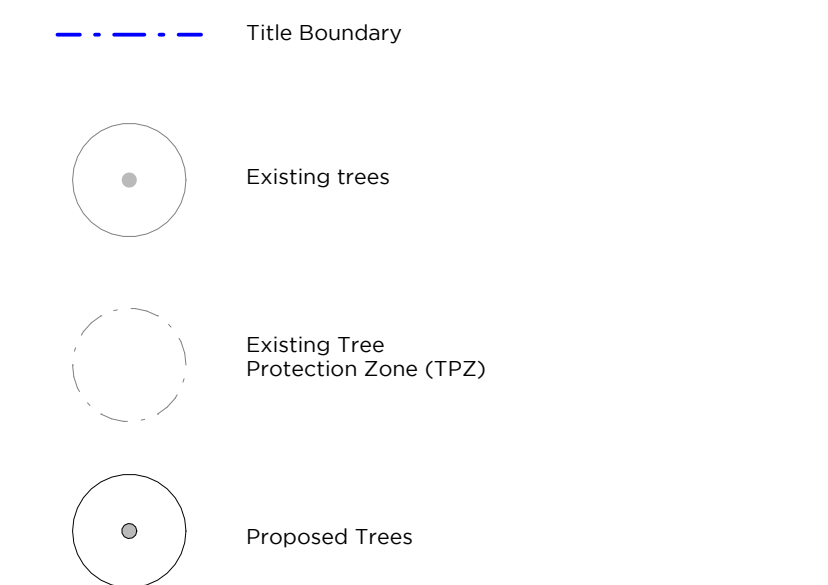 Title Boundary
Existing trees
Existing Tree
Protection Zone (TPZ)
Proposed Trees